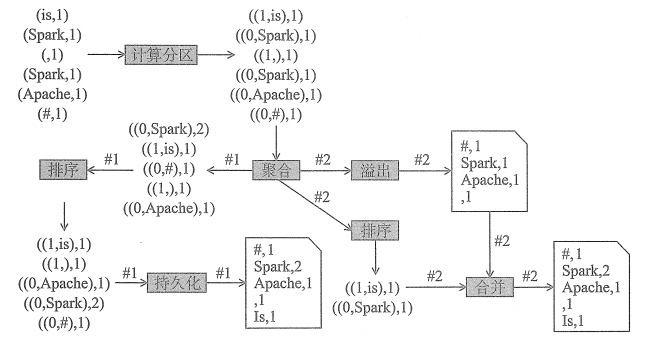 (is,1)
(Spark,1)
(,1)
(Spark,1)
(Apache,1)
(#,1)
计算分区
((1,is),1)
((0,Spark),1)
((1,),1)
((0,Spark),1)
((0,Apache),1)
((0,#),1)
排序
#1
((0,Spark),2)
((1,is),1)
((0,#),1)
((1,),1)
((0,Apache),1)
#1
聚合
#2
溢出
#2
#,1
Spark,1
Apache,1
,1
#2
排序
#2
((1,is),1)
((1,),1)
((0,Apache),1)
((0,Spark),2)
((0,#),1)
#1
持久化
#1
#,1
Spark,2
Apache,1
,1
Is,1
((1,is),1)
((0,Spark),1)
#2
合并
#2
#,1
Spark,2
Apache,1
,1
Is,1